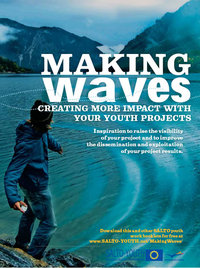 MAKING
waves
CREATING MORE IMPACT WITH
YOUR YOUTH PROJECTS
Inspiration to raise the visibility
of your project and to improve
the dissemination and exploitation
of your project results.
Download this and other SALTO youth
work booklets for free at
www.SALTO-YOUTH.net/MakingWaves/